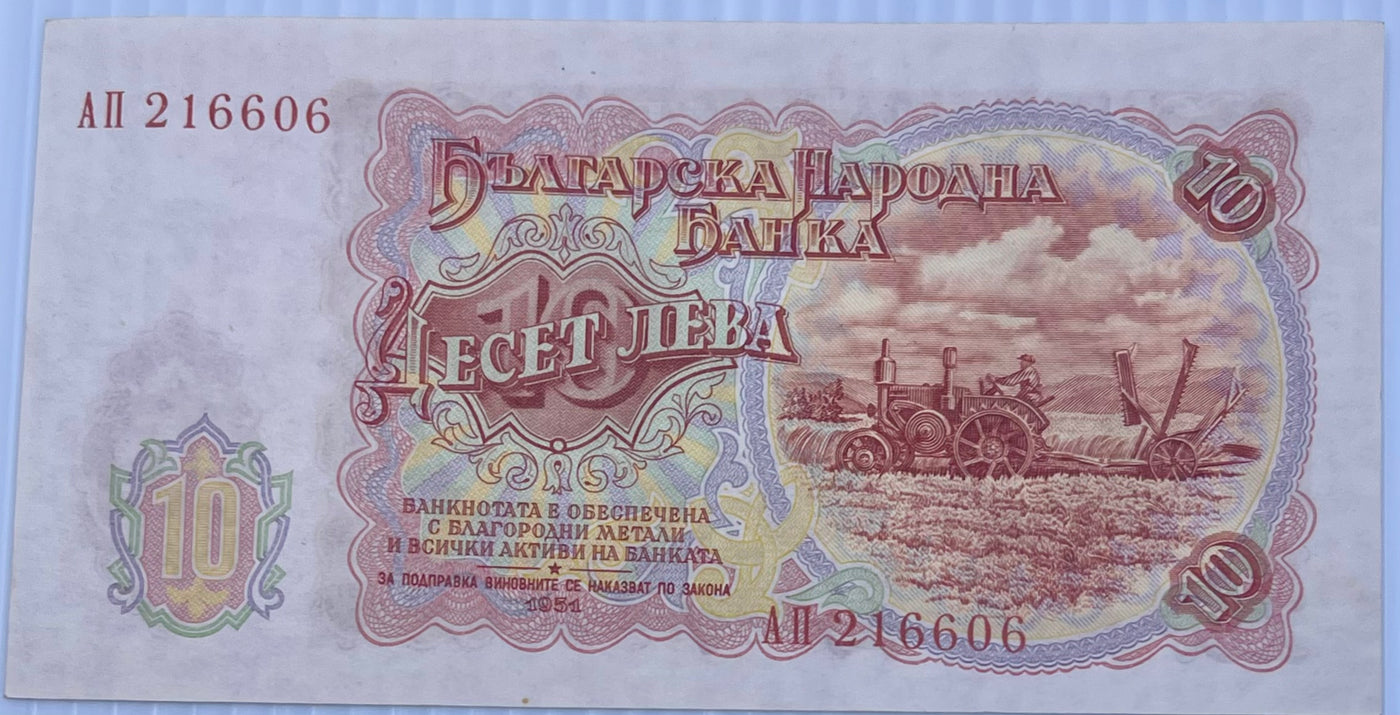 АП 216606
БЪЛГАРСКА НАРОДНА
БАНКА
10
10
ДЕСЕТ ЛЕВА
10
БАНКНОТАТА Е ОБЕСПЕЧЕНА
С БЛАГОРОДНИ МЕТАЛИ
И ВСИЧКИ АКТИВИ НА БАНКАТА
ЗА ПОДПРАВКА ВИНОВНИТЕ СЕ НАКАЗВАТ ПО ЗАКОНА
1951
10
АП 216606